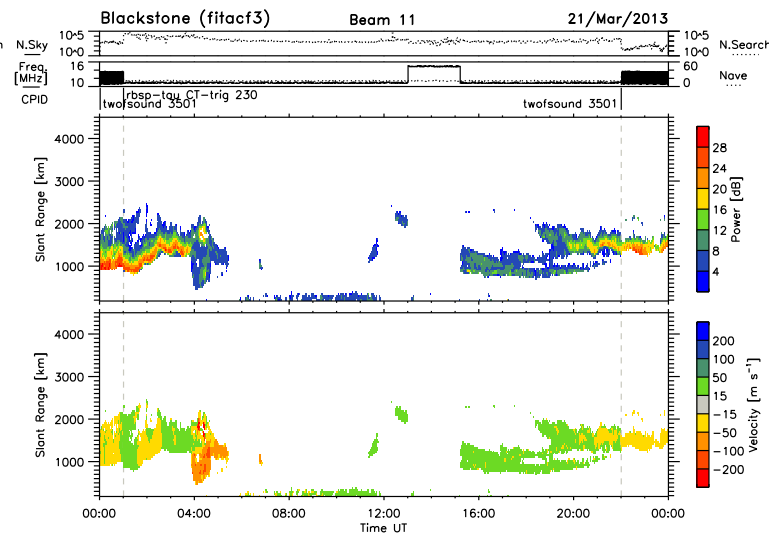 Blackstone (fitacf3) Beam 11 21/Mar/2013
n N.Sky 10^5 10^5 N.Search
10^0 10^0
Freq. 16 60 Nave
[MHz] 10 0
CPID rbsp-tau CT-trig 230
twofsound 3501 twofsound 3501
4000
3000
2000
1000
Slant Range [km]
28
24
20
16
12
8
4
Power [dB]
4000
3000
2000
1000
Slant Range [km]
200
100
50
15
-15
-50
-100
-200
Velocity [m s⁻¹]
00:00 04:00 08:00 12:00 16:00 20:00 00:00
Time UT